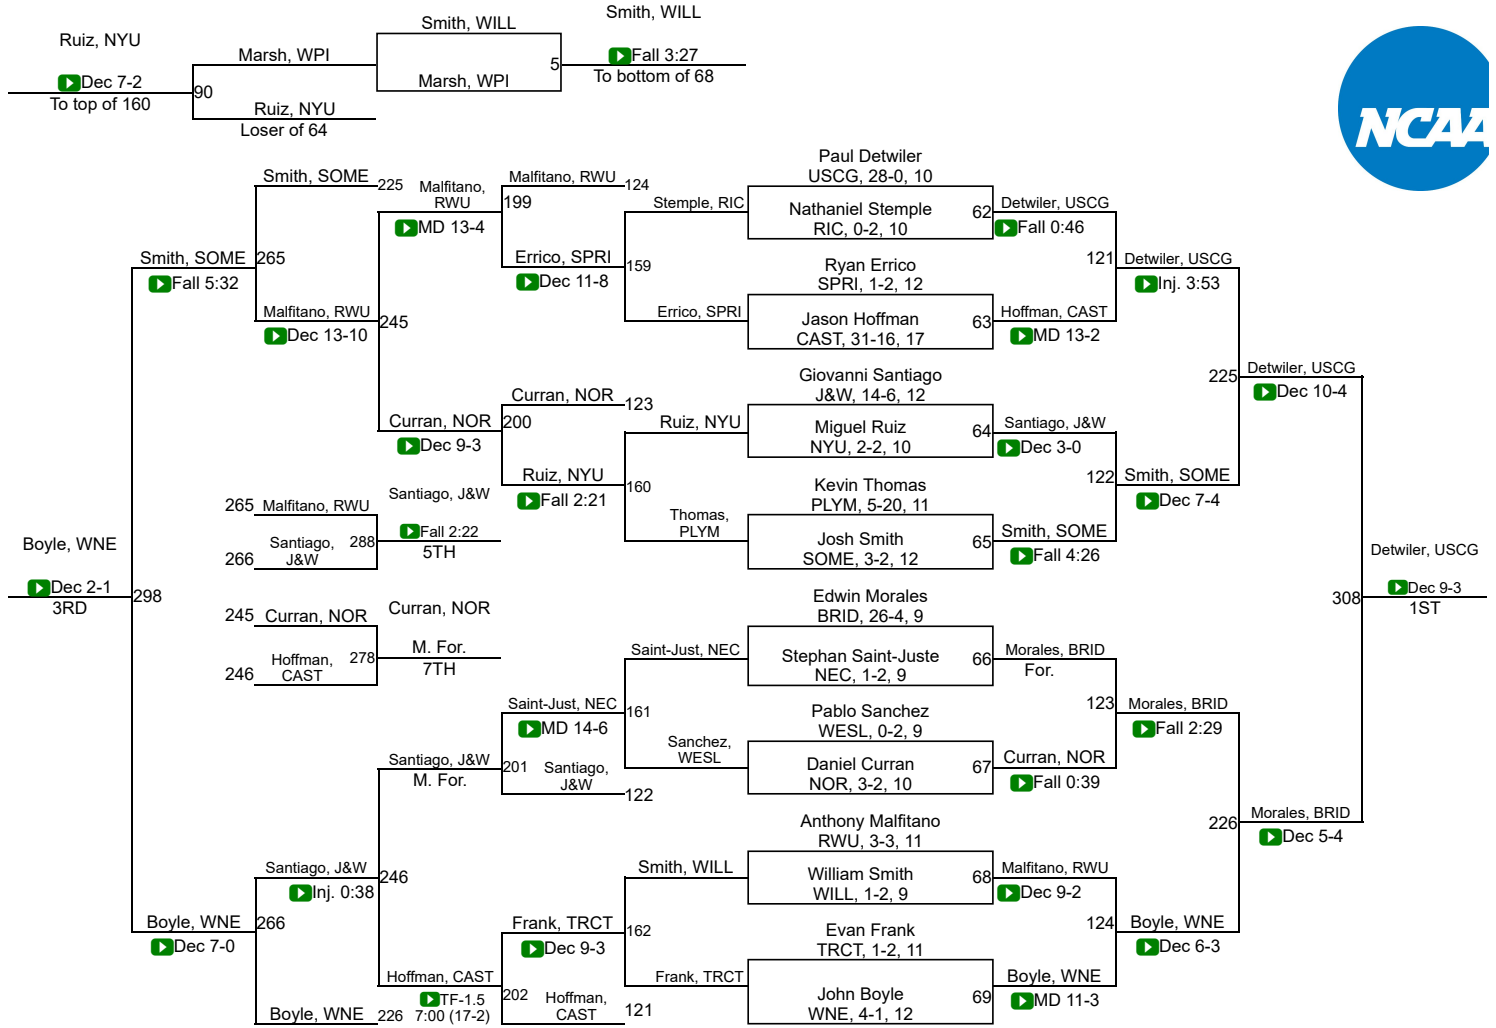 Smith, WILL
Smith, WILL
Ruiz, NYU
Marsh, WPI
5
Fall 3:27
Dec 7-2
Marsh, WPI
To bottom of 68
To top of 160
90
Ruiz, NYU
Loser of 64
NCAA
Paul Detwiler
USCG, 28-0, 10
Nathaniel Stemple
RIC, 0-2, 10
62
Detwiler, USCG
Fall 0:46
Ryan Errico
SPRI, 1-2, 12
Jason Hoffman
CAST, 31-16, 17
63
Hoffman, CAST
MD 13-2
Giovanni Santiago
J&W, 14-6, 12
Miguel Ruiz
NYU, 2-2, 10
64
Santiago, J&W
Dec 3-0
Kevin Thomas
PLYM, 5-20, 11
Josh Smith
SOME, 3-2, 12
65
Smith, SOME
Fall 4:26
Edwin Morales
BRID, 26-4, 9
Stephan Saint-Juste
NEC, 1-2, 9
66
Morales, BRID
For.
Pablo Sanchez
WESL, 0-2, 9
Daniel Curran
NOR, 3-2, 10
67
Curran, NOR
Fall 0:39
Anthony Malfitano
RWU, 3-3, 11
William Smith
WILL, 1-2, 9
68
Malfitano, RWU
Dec 9-2
Evan Frank
TRCT, 1-2, 11
John Boyle
WNE, 4-1, 12
69
Boyle, WNE
MD 11-3
121
Detwiler, USCG
Inj. 3:53
122
Smith, SOME
Dec 7-4
123
Morales, BRID
Fall 2:29
124
Boyle, WNE
Dec 6-3
225
Detwiler, USCG
Dec 10-4
226
Morales, BRID
Dec 5-4
308
Detwiler, USCG
Dec 9-3
1ST
Stemple, RIC
Errico, SPRI
Ruiz, NYU
Thomas,
PLYM
Saint-Just, NEC
Sanchez,
WESL
Smith, WILL
Frank, TRCT
Malfitano, RWU
124
159
Errico, SPRI
Dec 11-8
Curran, NOR
123
160
Ruiz, NYU
Fall 2:21
Saint-Just, NEC
161
MD 14-6
Santiago,
J&W
122
Frank, TRCT
162
Dec 9-3
Hoffman,
CAST
121
199
Malfitano,
RWU
MD 13-4
200
Curran, NOR
Dec 9-3
201
Santiago, J&W
M. For.
202
Hoffman, CAST
TF-1.5
7:00 (17-2)
Smith, SOME
225
245
Malfitano, RWU
Dec 13-10
246
Santiago, J&W
Inj. 0:38
Boyle, WNE
226
265
Smith, SOME
Fall 5:32
266
Boyle, WNE
Dec 7-0
298
Boyle, WNE
Dec 2-1
3RD
265
Malfitano, RWU
266
Santiago,
J&W
288
Santiago, J&W
Fall 2:22
5TH
245
Curran, NOR
246
Hoffman,
CAST
278
Curran, NOR
M. For.
7TH